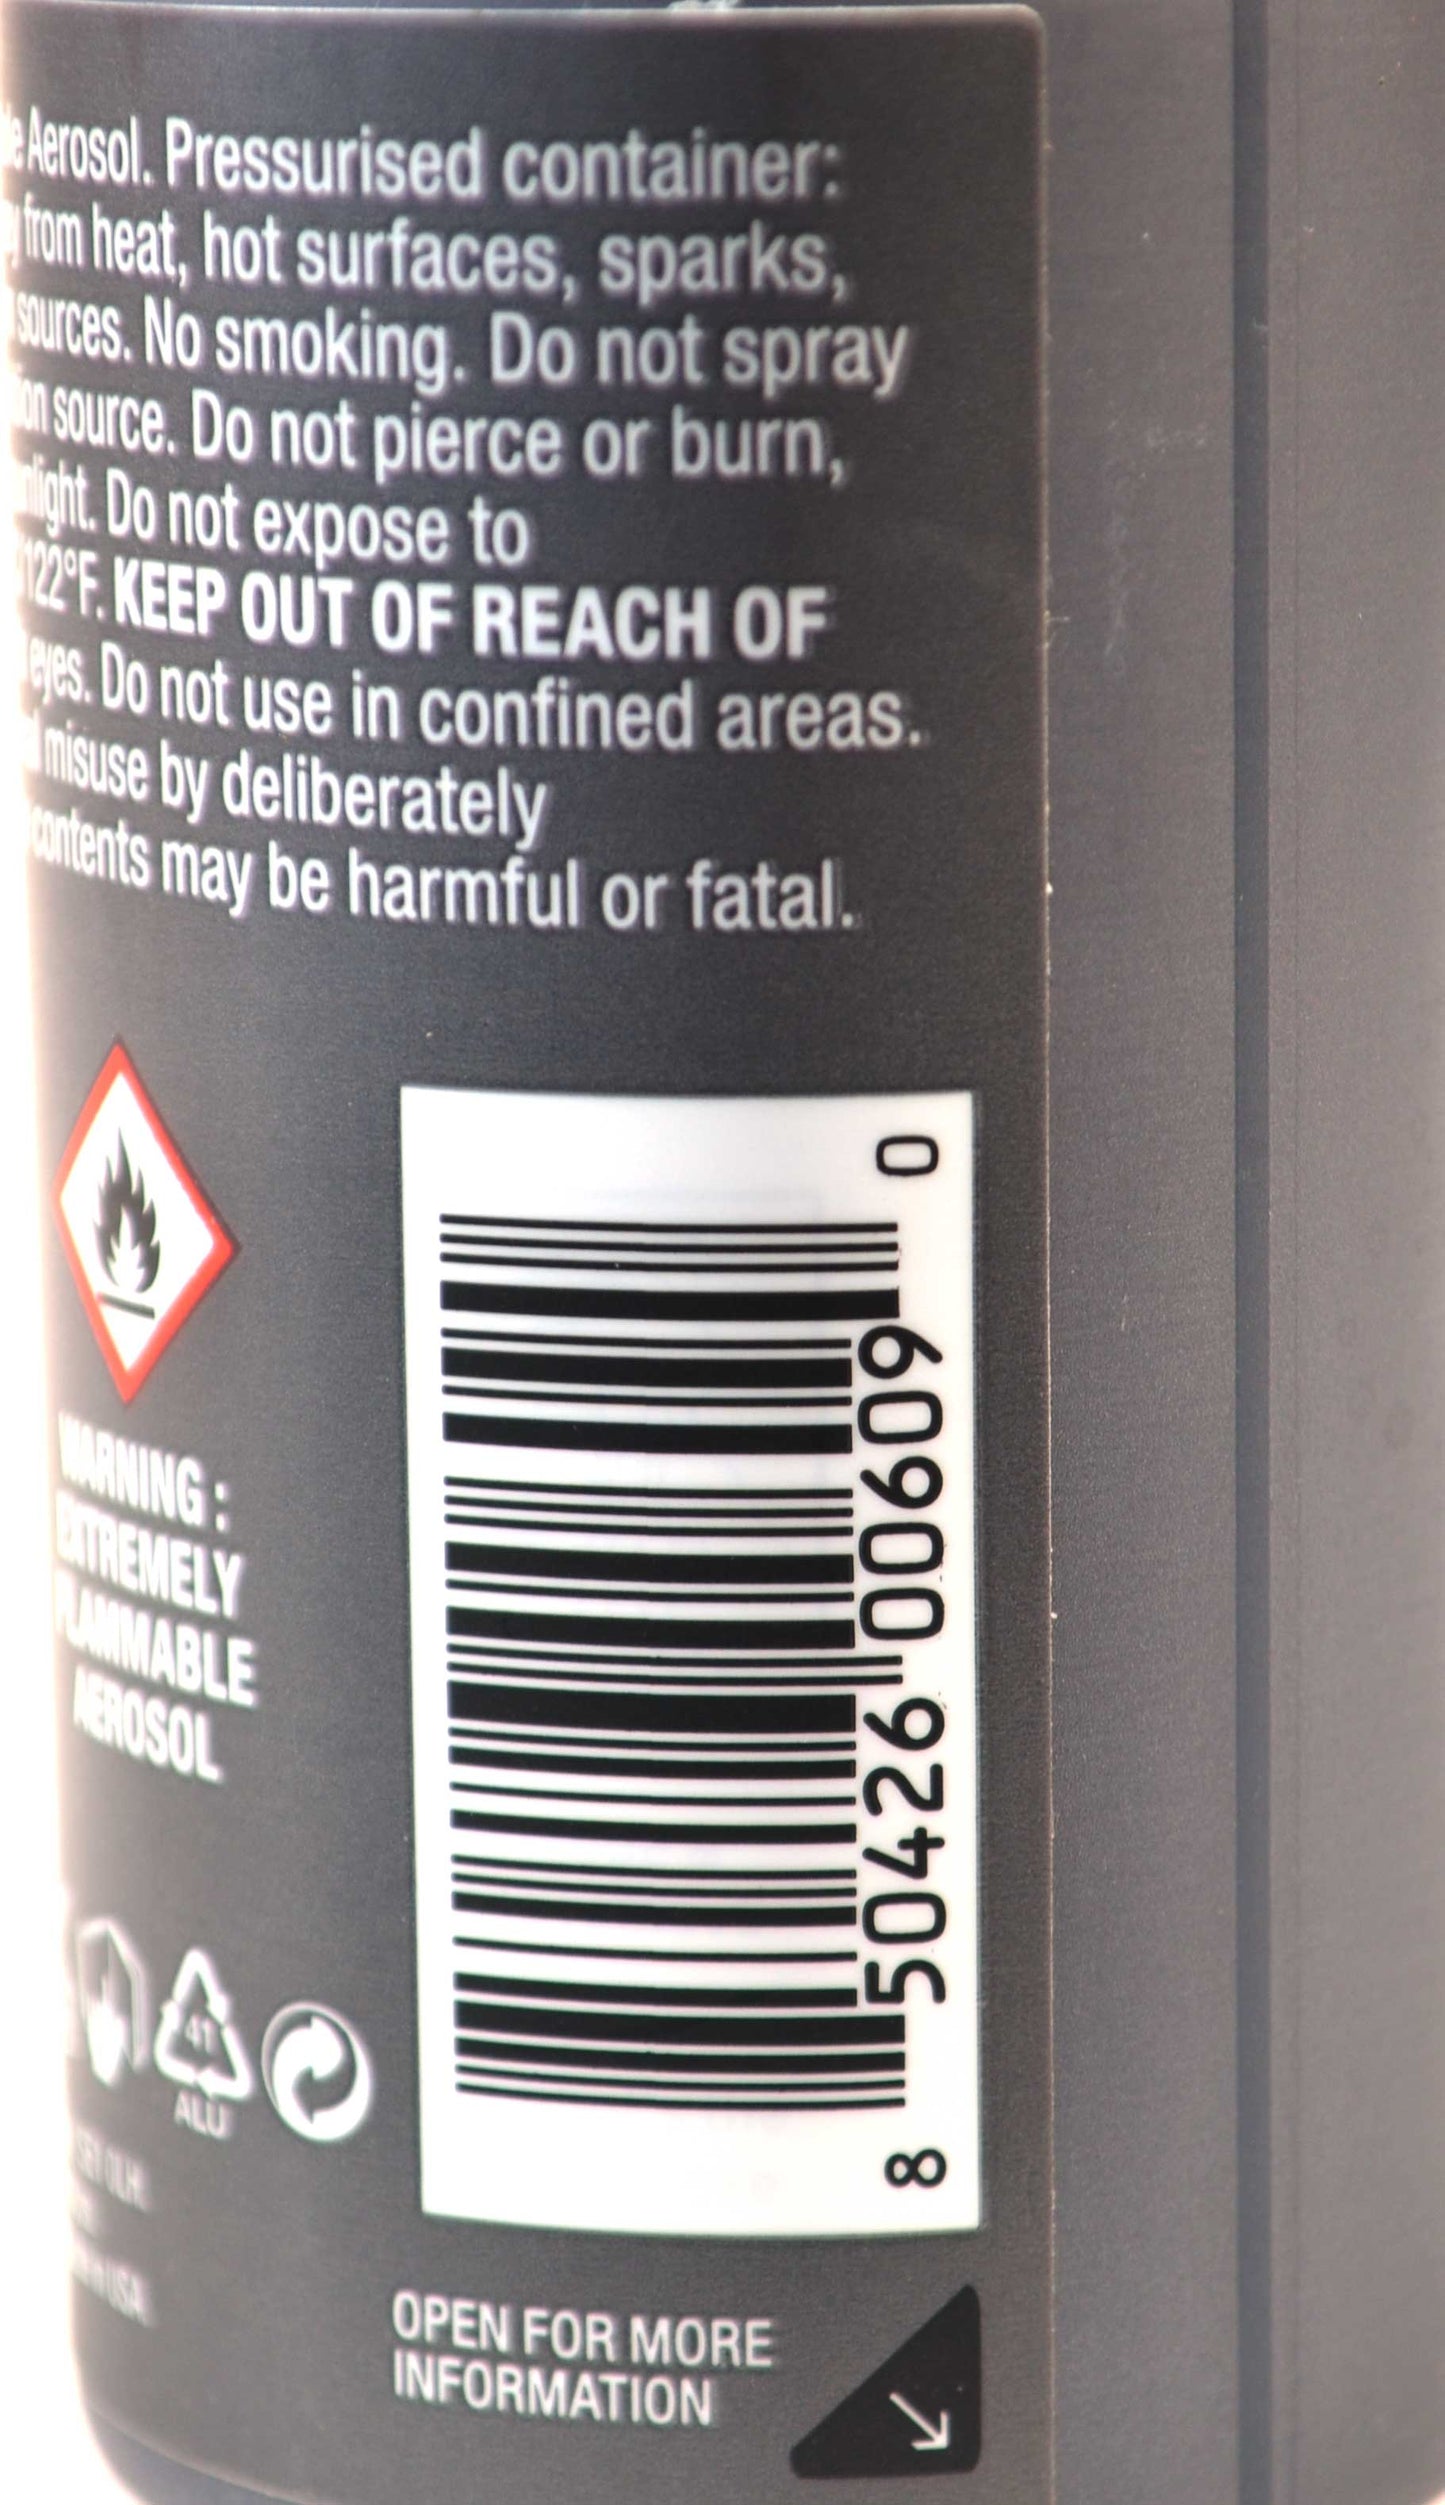 Aerosol. Pressurised container:
from heat, hot surfaces, sparks,
sources. No smoking. Do not spray
source. Do not pierce or burn,
Do not expose to
122°F. KEEP OUT OF REACH OF
eyes. Do not use in confined areas.
misuse by deliberately
contents may be harmful or fatal.
WARNING :
EXTREMELY
FLAMMABLE
AEROSOL
8 50426 00609 0
41
ALU
USA
OPEN FOR MORE
INFORMATION